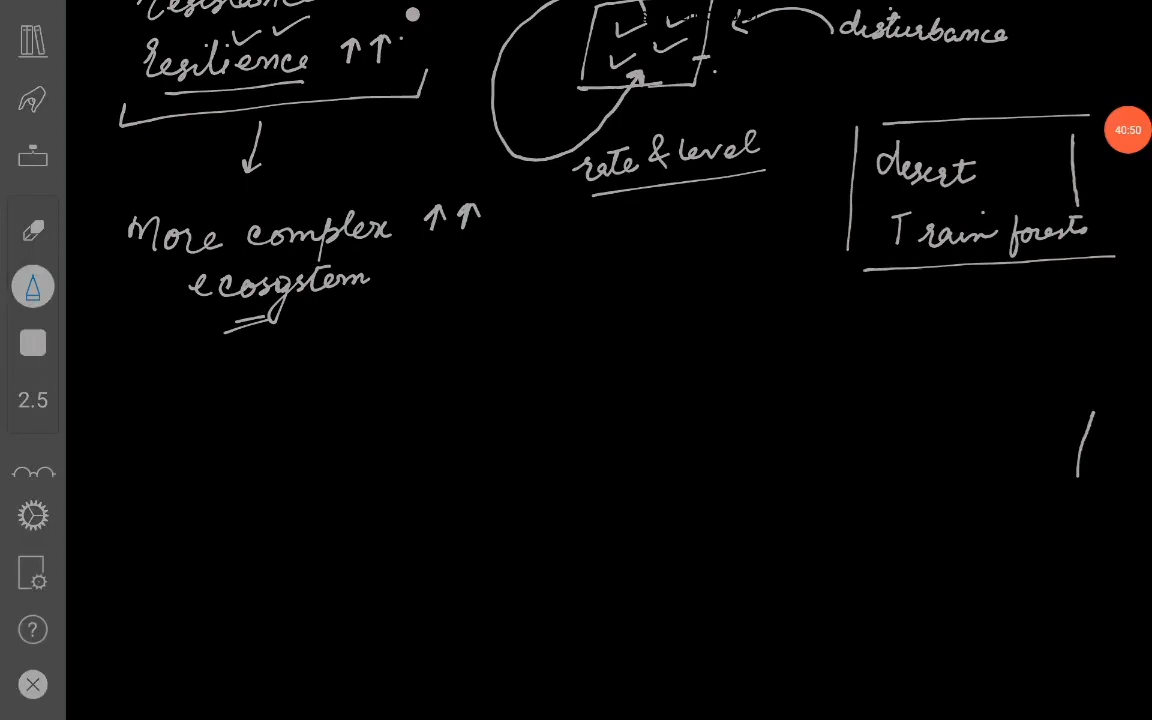 Resilience ↑↑
disturbance
rate & level
desert
T rain forests
More complex ↑↑
ecosystem
40:50
2.5
?